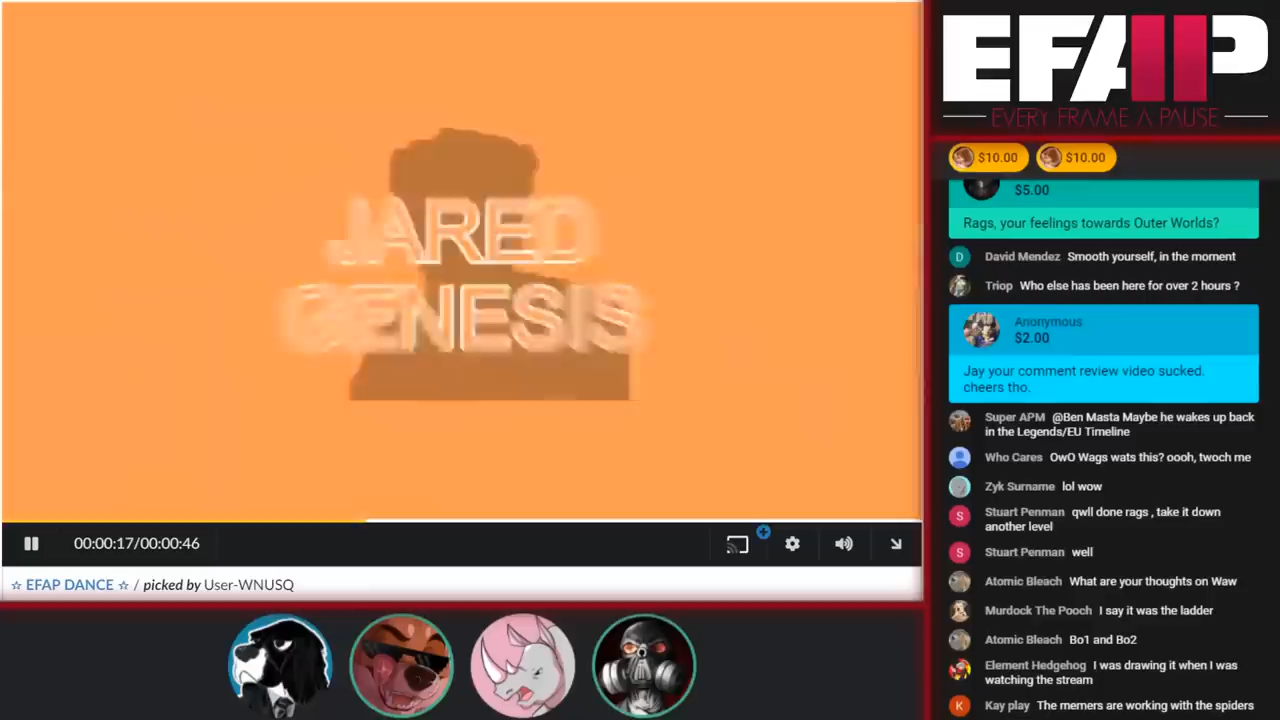 JARED
GENESIS
00:00:17/00:00:46
☆ EFAP DANCE ☆ / picked by User-WNUSQ
EFAP
EVERY FRAME A PAUSE
$10.00
$10.00
$5.00
Rags, your feelings towards Outer Worlds?
D
David Mendez Smooth yourself, in the moment
Triop Who else has been here for over 2 hours ?
Anonymous
$2.00
Jay your comment review video sucked.
cheers tho.
Super APM @Ben Masta Maybe he wakes up back
in the Legends/EU Timeline
Who Cares OwO Wags wats this? oooh, twoch me
Zyk Surname lol wow
S
Stuart Penman qwll done rags , take it down
another level
S
Stuart Penman well
Atomic Bleach What are your thoughts on Waw
Murdock The Pooch I say it was the ladder
Atomic Bleach Bo1 and Bo2
Element Hedgehog I was drawing it when I was
watching the stream
K
Kay play The memers are working with the spiders